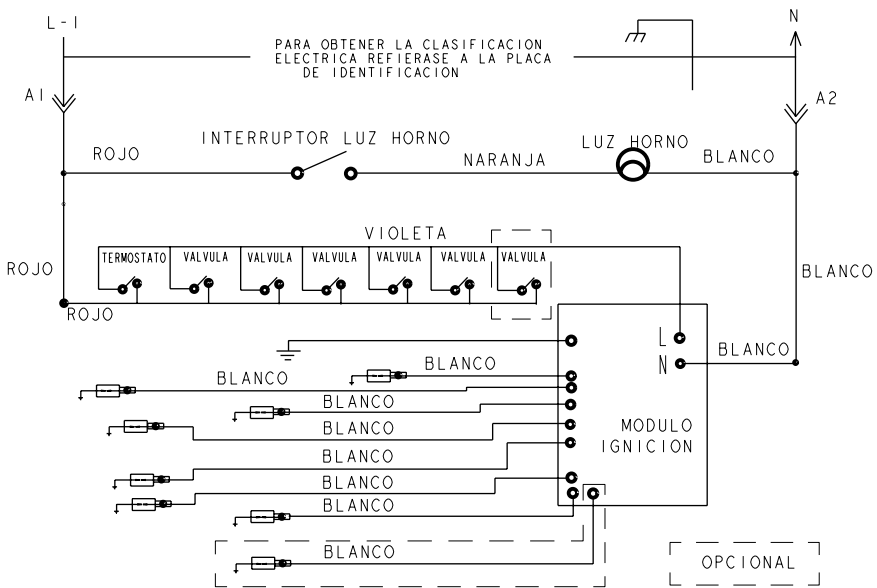 L-1
N
PARA OBTENER LA CLASIFICACION
ELECTRICA REFIERASE A LA PLACA
DE IDENTIFICACION
A1
A2
INTERRUPTOR LUZ HORNO
LUZ HORNO
ROJO
NARANJA
BLANCO
VIOLETA
TERMOSTATO
VALVULA
VALVULA
VALVULA
VALVULA
VALVULA
VALVULA
ROJO
BLANCO
ROJO
L
N
BLANCO
BLANCO
BLANCO
BLANCO
BLANCO
MODULO
IGNICION
BLANCO
BLANCO
BLANCO
BLANCO
OPCIONAL